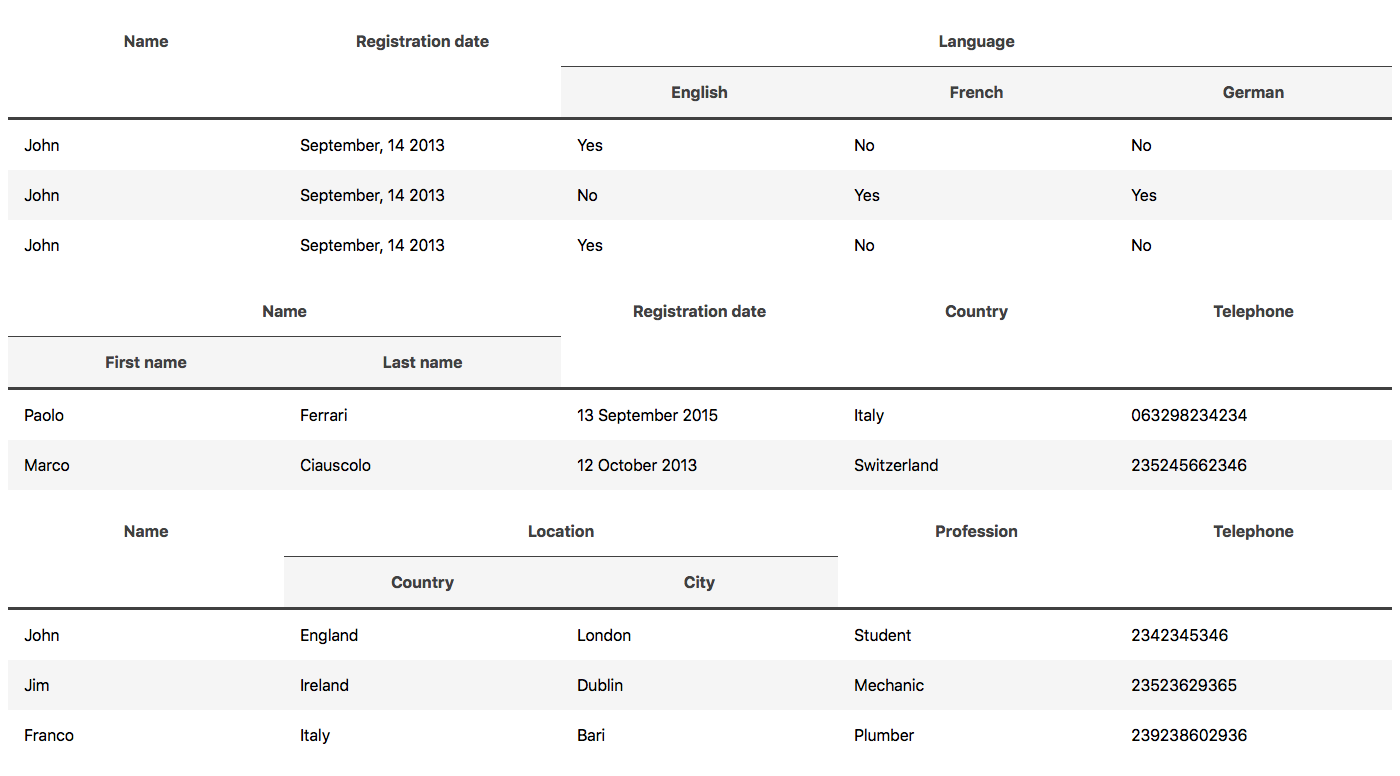 Name Registration date Language
English French German
John September, 14 2013 Yes No No
John September, 14 2013 No Yes Yes
John September, 14 2013 Yes No No
Name Registration date Country Telephone
First name Last name
Paolo Ferrari 13 September 2015 Italy 063298234234
Marco Ciauscolo 12 October 2013 Switzerland 235245662346
Name Location Profession Telephone
Country City
John England London Student 2342345346
Jim Ireland Dublin Mechanic 23523629365
Franco Italy Bari Plumber 239238602936